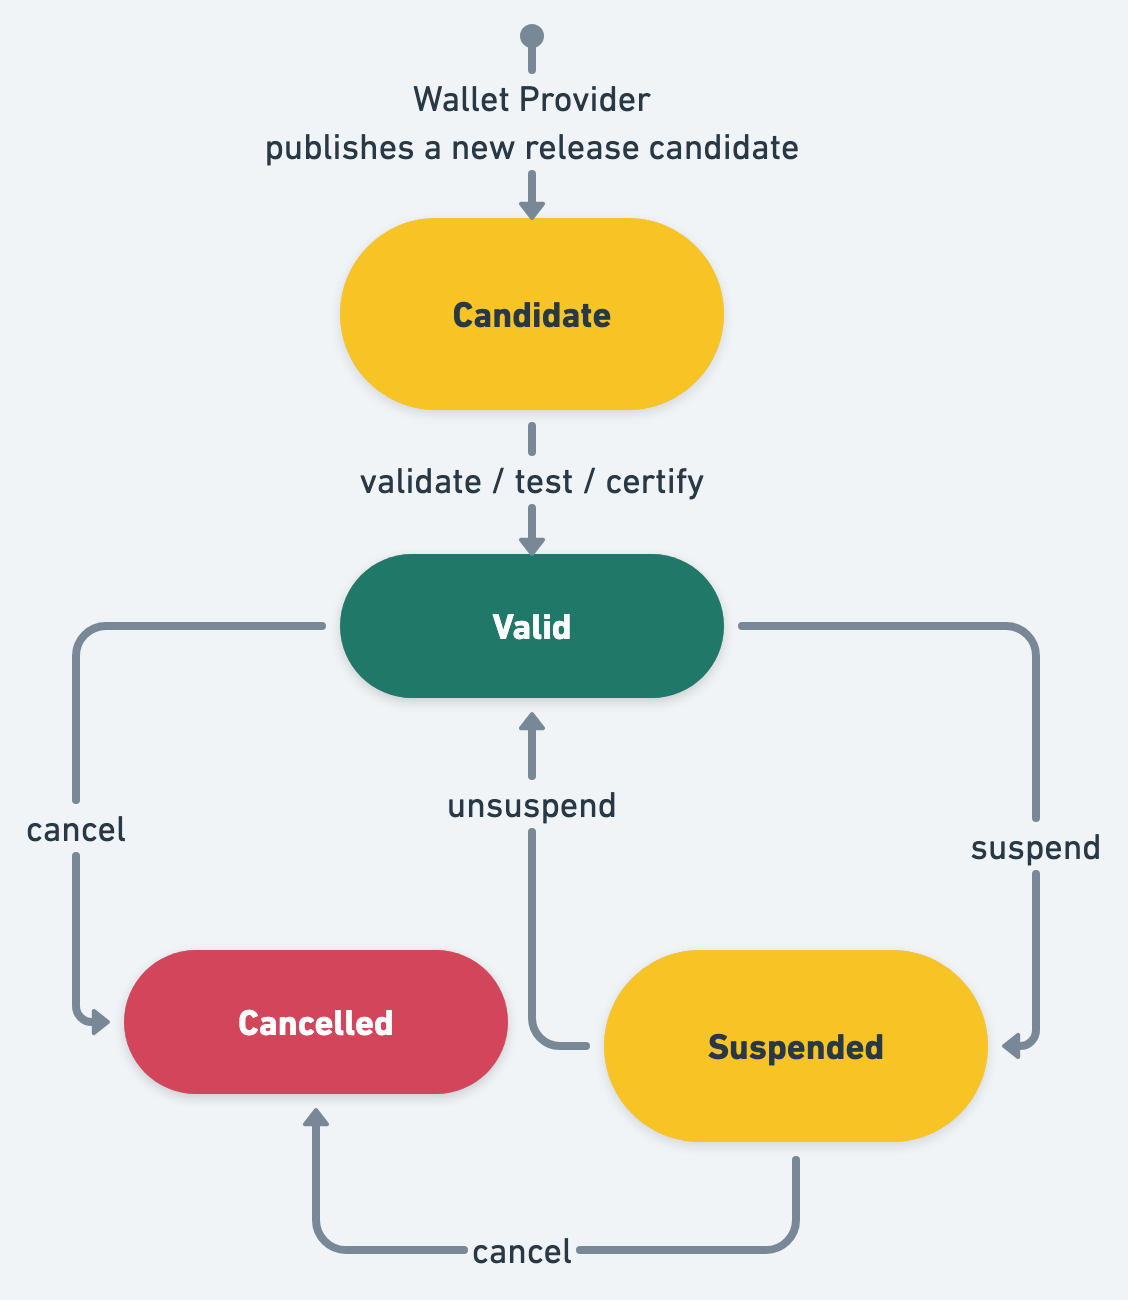 Wallet Provider
publishes a new release candidate
Candidate
validate / test / certify
Valid
unsuspend
cancel
suspend
Cancelled
Suspended
cancel